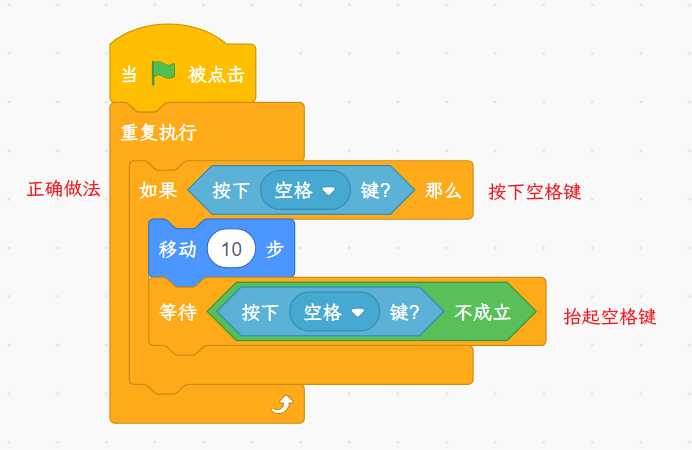 当 被点击
重复执行
正确做法
如果 按下 空格 键? 那么
按下空格键
移动 10 步
等待 按下 空格 键? 不成立
抬起空格键